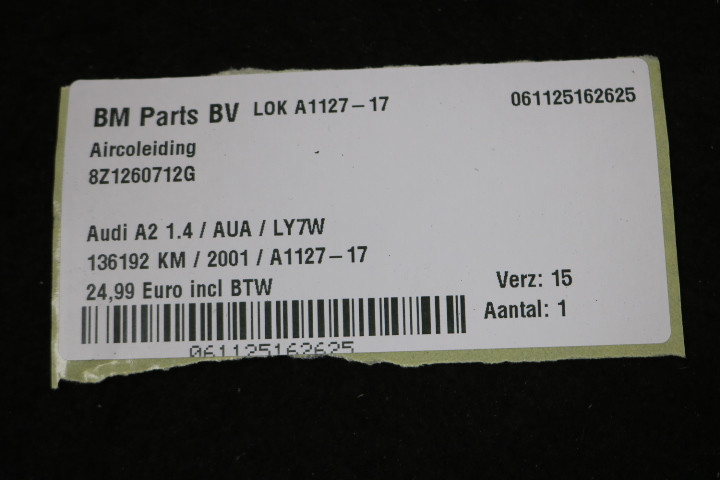 BM Parts BV LOK A1127-17 061125162625
Aircoleiding
8Z1260712G
Audi A2 1.4 / AUA / LY7W
136192 KM / 2001 / A1127-17
24,99 Euro incl BTW Verz: 15
Aantal: 1
061125162625